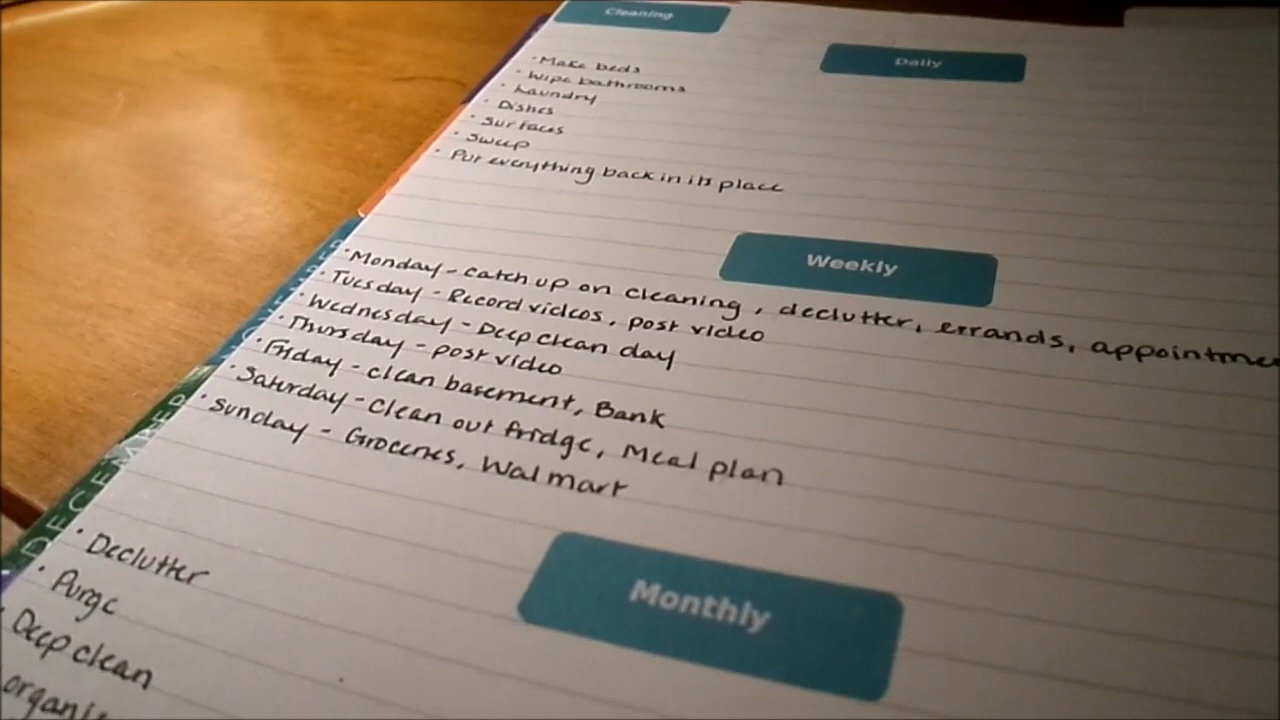 Cleaning
Daily
· Make beds
· Wipe bathrooms
· Laundry
· Dishes
· Surfaces
· Sweep
· Put everything back in its place
Weekly
· Monday - catch up on cleaning, declutter, errands, appointme
· Tuesday - Record videos, post video
· Wednesday - Deep clean day
· Thursday - post video
· Friday - clean basement, Bank
· Saturday - clean out fridge, Meal plan
· Sunday - Groceries, Walmart
Monthly
· Declutter
· Purge
· Deep clean
organi
DECEMBER